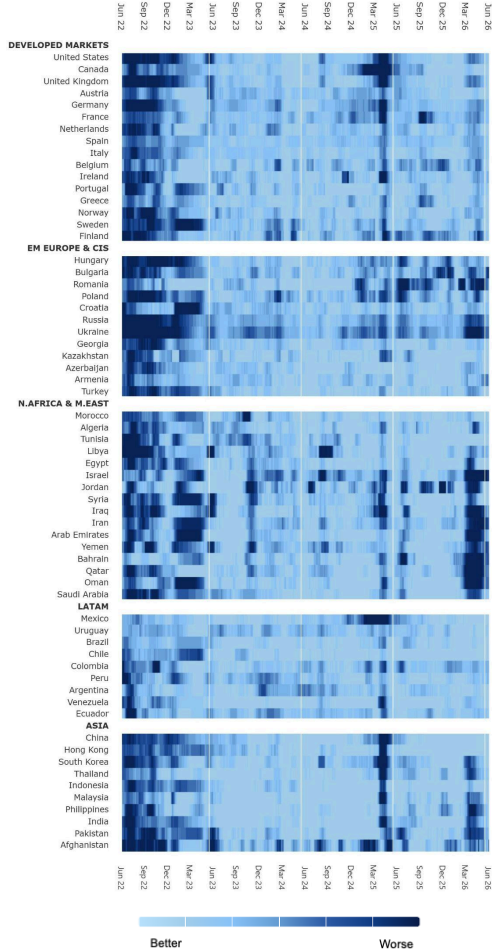 Jun 22 Sep 22 Dec 22 Mar 23 Jun 23 Sep 23 Dec 23 Mar 24 Jun 24 Sep 24 Dec 24 Mar 25 Jun 25 Sep 25 Dec 25 Mar 26 Jun 26
DEVELOPED MARKETS
United States
Canada
United Kingdom
Austria
Germany
France
Netherlands
Spain
Italy
Belgium
Ireland
Portugal
Greece
Norway
Sweden
Finland
EM EUROPE & CIS
Hungary
Bulgaria
Romania
Poland
Croatia
Russia
Ukraine
Georgia
Kazakhstan
Azerbaijan
Armenia
Turkey
N.AFRICA & M.EAST
Morocco
Algeria
Tunisia
Libya
Egypt
Israel
Jordan
Syria
Iraq
Iran
Arab Emirates
Yemen
Bahrain
Qatar
Oman
Saudi Arabia
LATAM
Mexico
Uruguay
Brazil
Chile
Colombia
Peru
Argentina
Venezuela
Ecuador
ASIA
China
Hong Kong
South Korea
Thailand
Indonesia
Malaysia
Philippines
India
Pakistan
Afghanistan
Jun 22 Sep 22 Dec 22 Mar 23 Jun 23 Sep 23 Dec 23 Mar 24 Jun 24 Sep 24 Dec 24 Mar 25 Jun 25 Sep 25 Dec 25 Mar 26 Jun 26
Better Worse